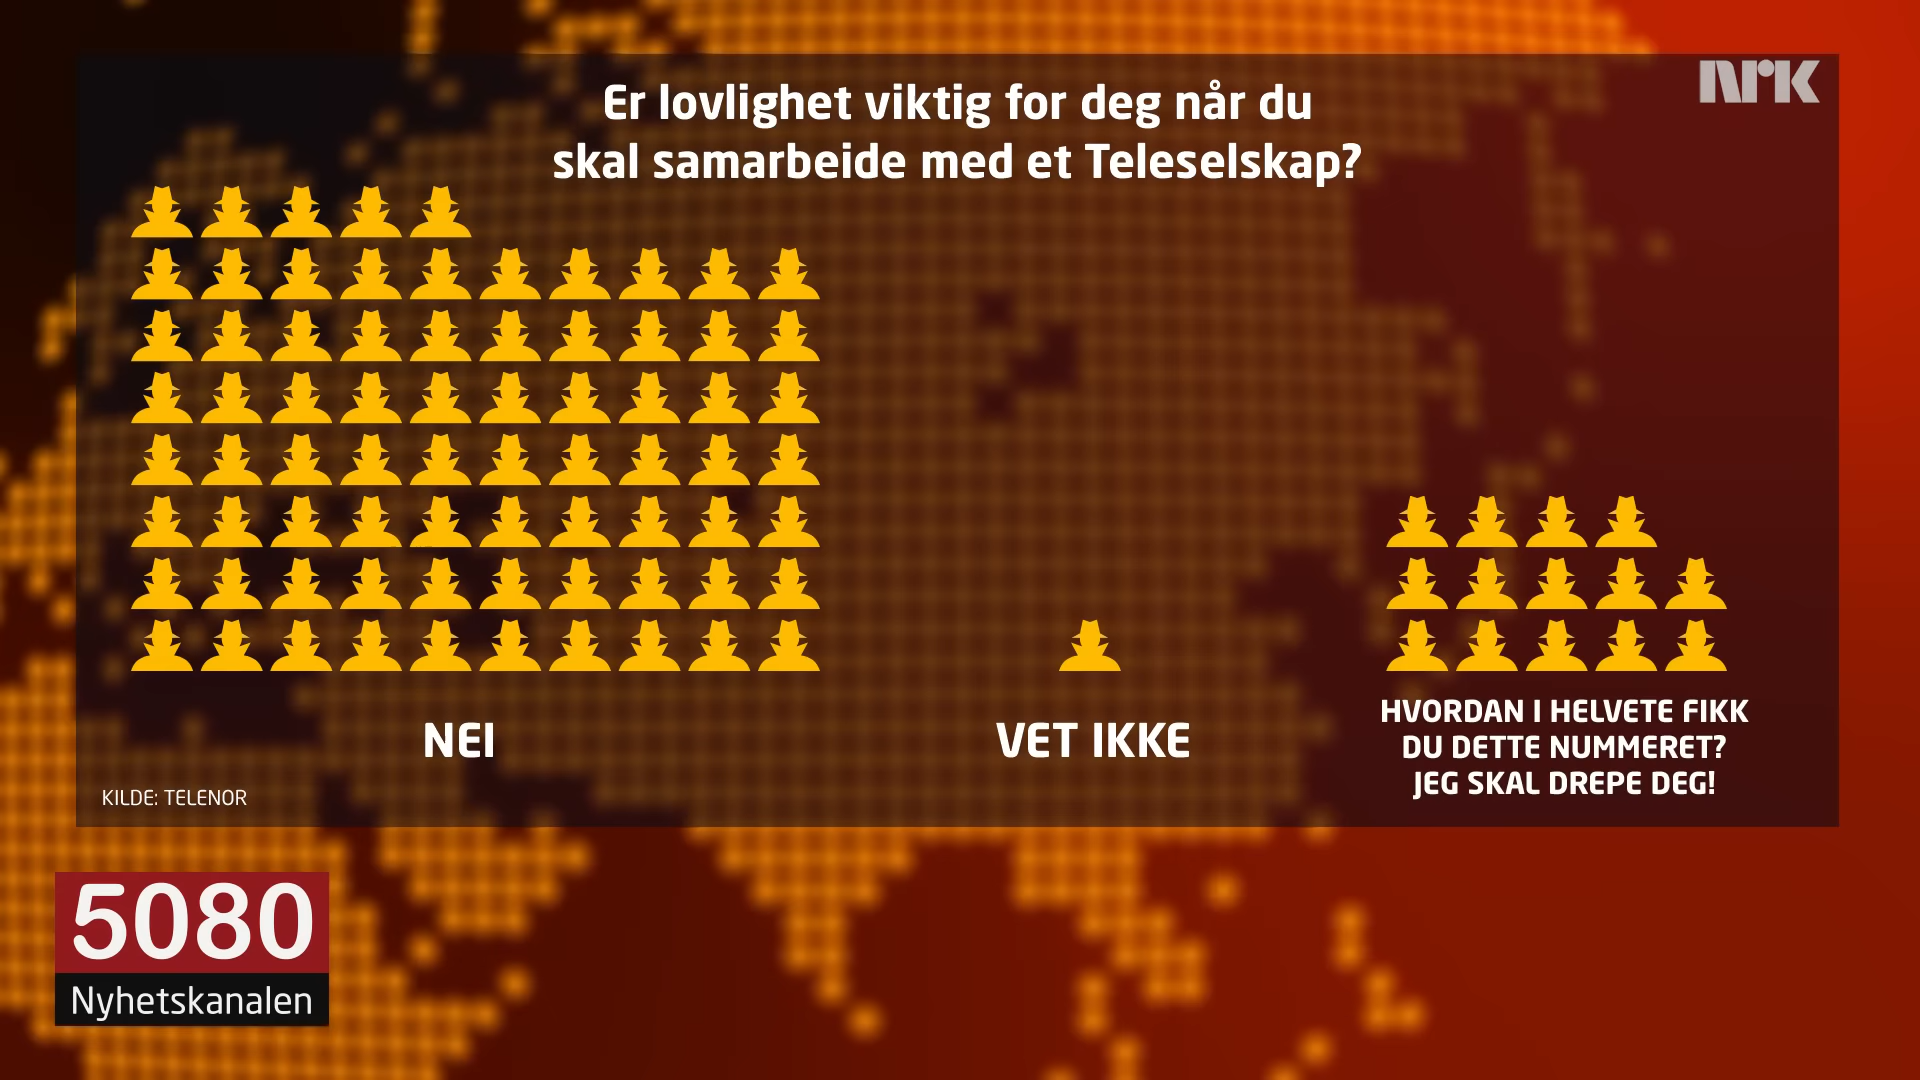 NRK
Er lovlighet viktig for deg når du
skal samarbeide med et Teleselskap?
NEI
VET IKKE
HVORDAN I HELVETE FIKK
DU DETTE NUMMERET?
JEG SKAL DREPE DEG!
KILDE: TELENOR
5080
Nyhetskanalen